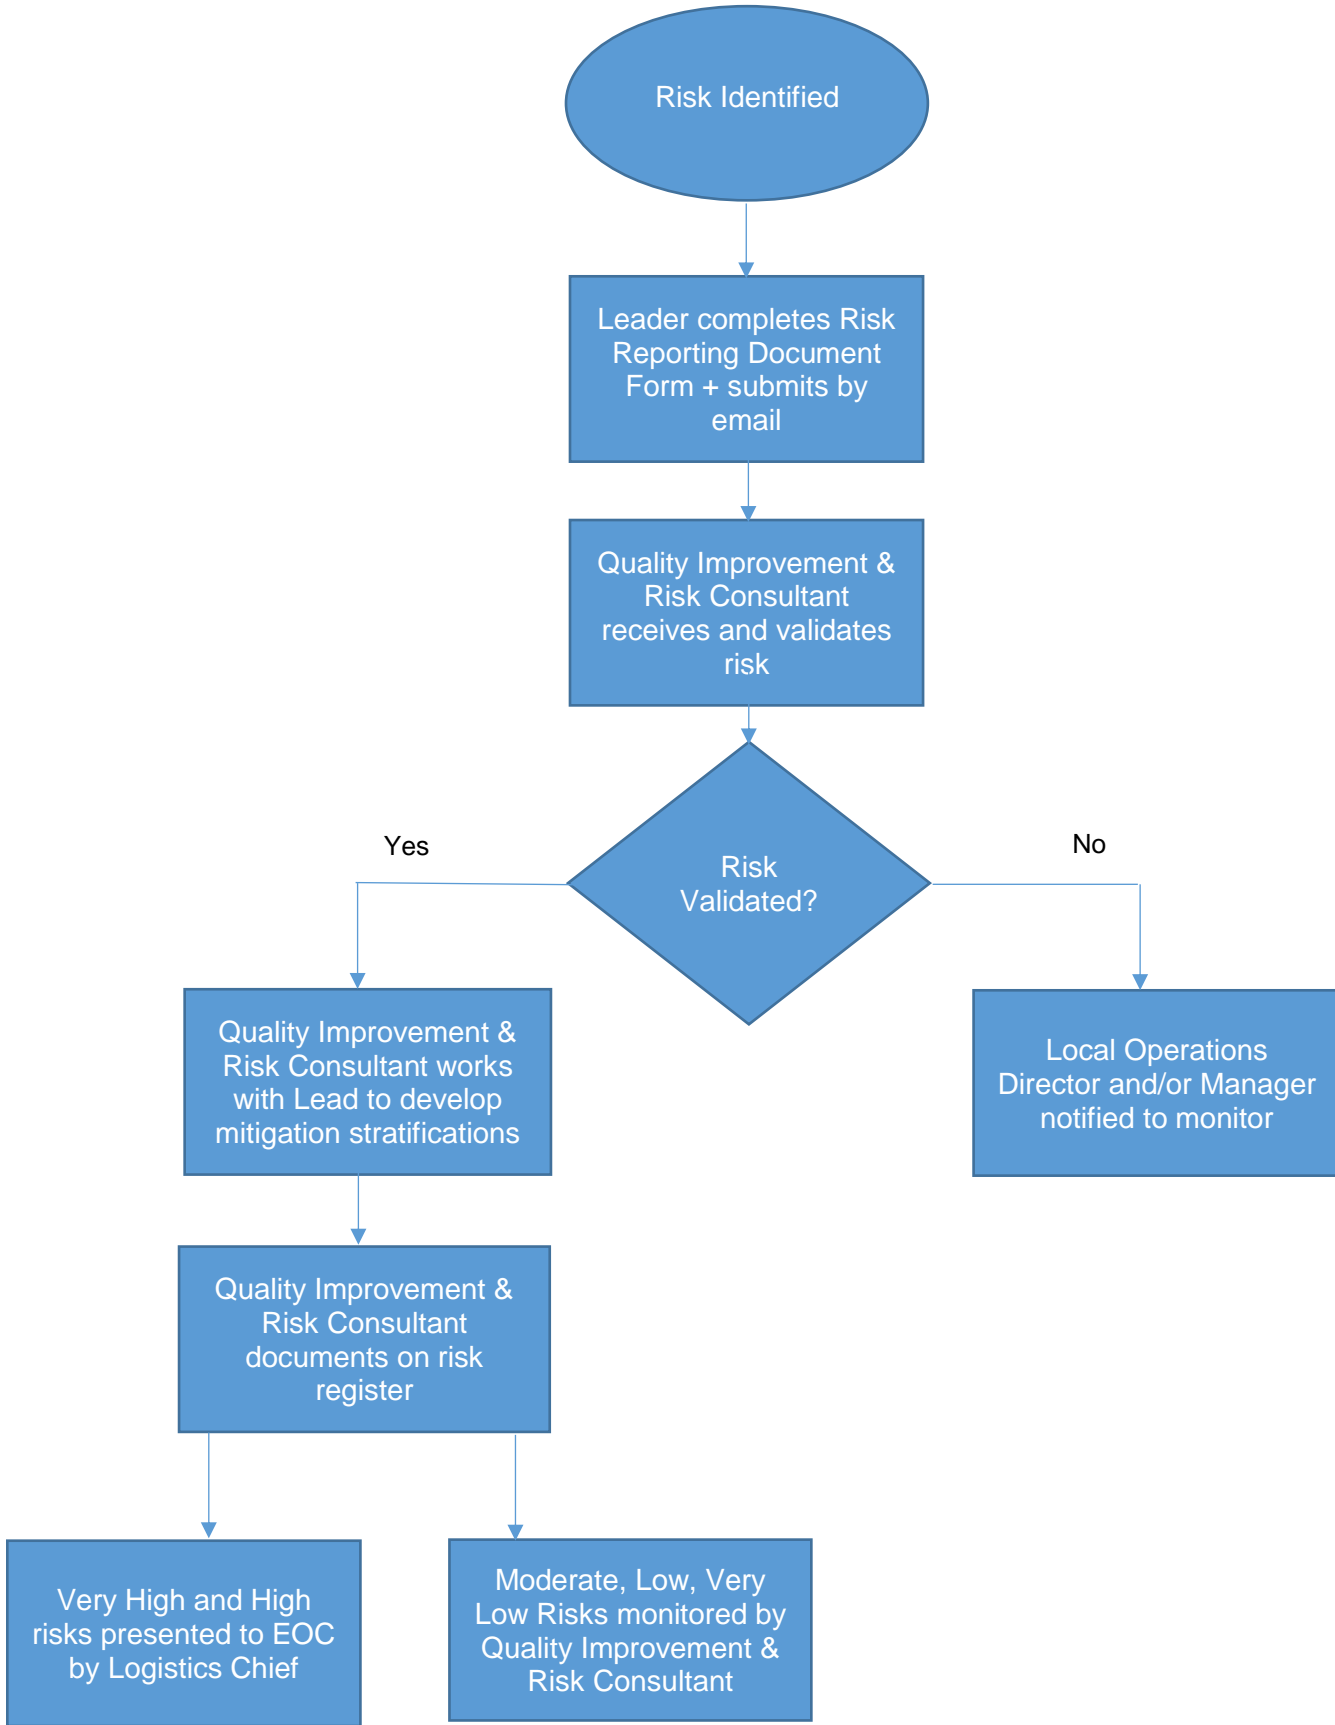 Risk Identified
Leader completes Risk
Reporting Document
Form + submits by
email
Quality Improvement &
Risk Consultant
receives and validates
risk
Risk
Validated?
Yes
No
Quality Improvement &
Risk Consultant works
with Lead to develop
mitigation stratifications
Local Operations
Director and/or Manager
notified to monitor
Quality Improvement &
Risk Consultant
documents on risk
register
Very High and High
risks presented to EOC
by Logistics Chief
Moderate, Low, Very
Low Risks monitored by
Quality Improvement &
Risk Consultant